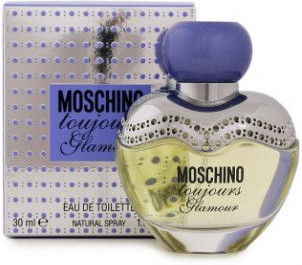 MOSCHINO
toujours
Glamour
EAU DE TOILETTE
30 ml e
NATURAL SPRAY
MOSCHINO
toujours
Glamour